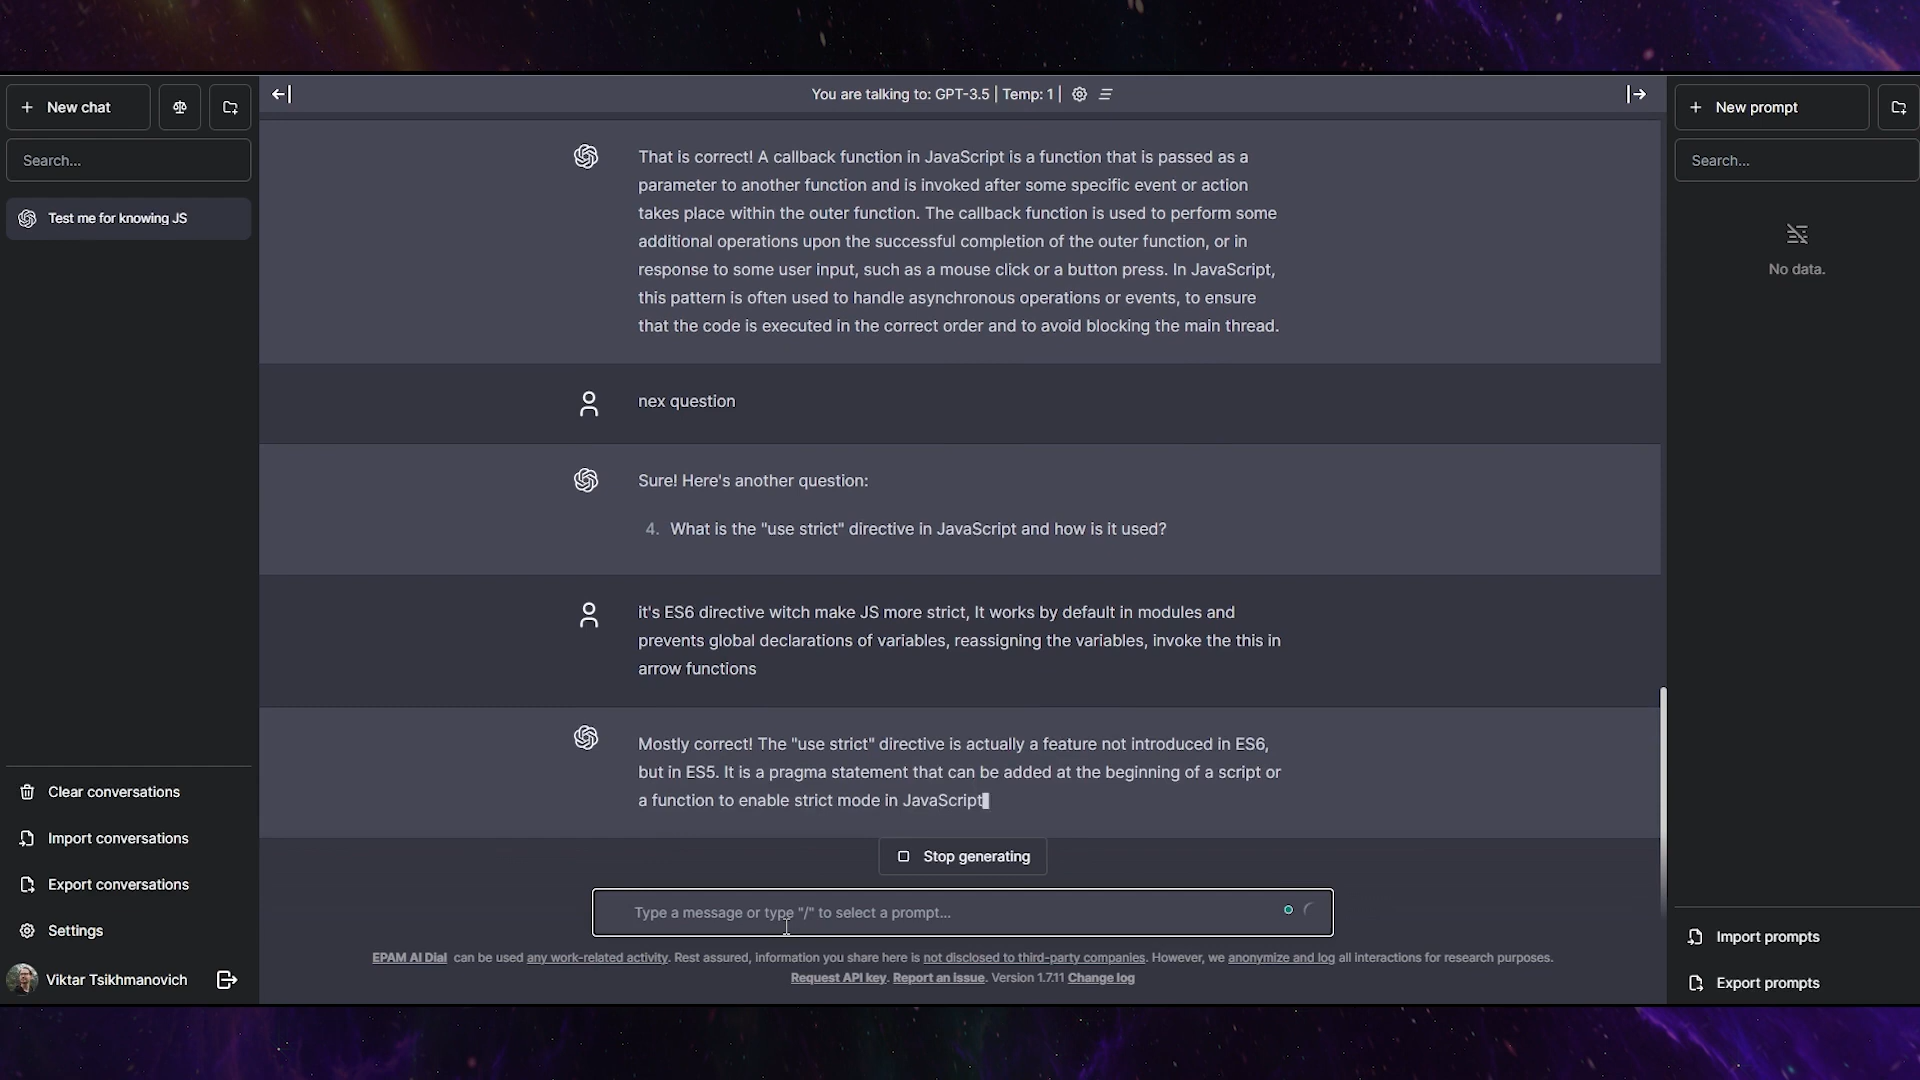 New chat
Search...
Test me for knowing JS
Clear conversations
Import conversations
Export conversations
Settings
Viktar Tsikhmanovich
You are talking to: GPT-3.5 | Temp: 1 |
That is correct! A callback function in JavaScript is a function that is passed as a
parameter to another function and is invoked after some specific event or action
takes place within the outer function. The callback function is used to perform some
additional operations upon the successful completion of the outer function, or in
response to some user input, such as a mouse click or a button press. In JavaScript,
this pattern is often used to handle asynchronous operations or events, to ensure
that the code is executed in the correct order and to avoid blocking the main thread.
nex question
Sure! Here's another question:
4. What is the "use strict" directive in JavaScript and how is it used?
it's ES6 directive witch make JS more strict, It works by default in modules and
prevents global declarations of variables, reassigning the variables, invoke the this in
arrow functions
Mostly correct! The "use strict" directive is actually a feature not introduced in ES6,
but in ES5. It is a pragma statement that can be added at the beginning of a script or
a function to enable strict mode in JavaScript
Stop generating
Type a message or type "/" to select a prompt...
EPAM AI Dial can be used any work-related activity. Rest assured, information you share here is not disclosed to third-party companies. However, we anonymize and log all interactions for research purposes.
Request API key. Report an issue. Version 1.7.11 Change log
New prompt
Search...
No data.
Import prompts
Export prompts